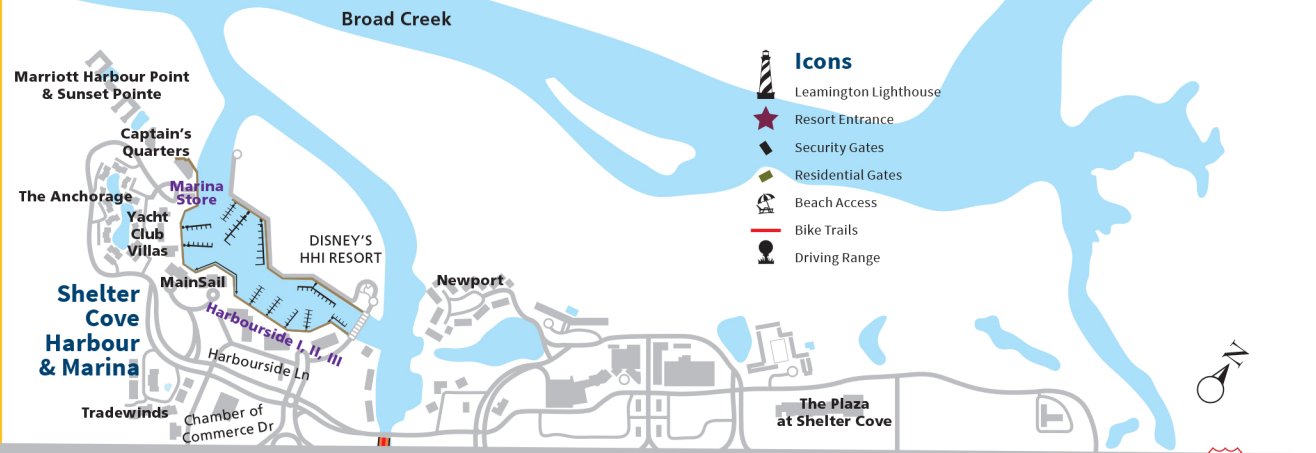 Broad Creek
Icons
Leamington Lighthouse
Resort Entrance
Security Gates
Residential Gates
Beach Access
Bike Trails
Driving Range
Marriott Harbour Point
& Sunset Pointe
Captain's
Quarters
The Anchorage
Marina
Store
Yacht
Club
Villas
DISNEY'S
HHI RESORT
MainSail
Newport
Shelter
Cove
Harbour
& Marina
Harbourside I, II, III
Harbourside Ln
Tradewinds
Chamber of
Commerce Dr
The Plaza
at Shelter Cove
N